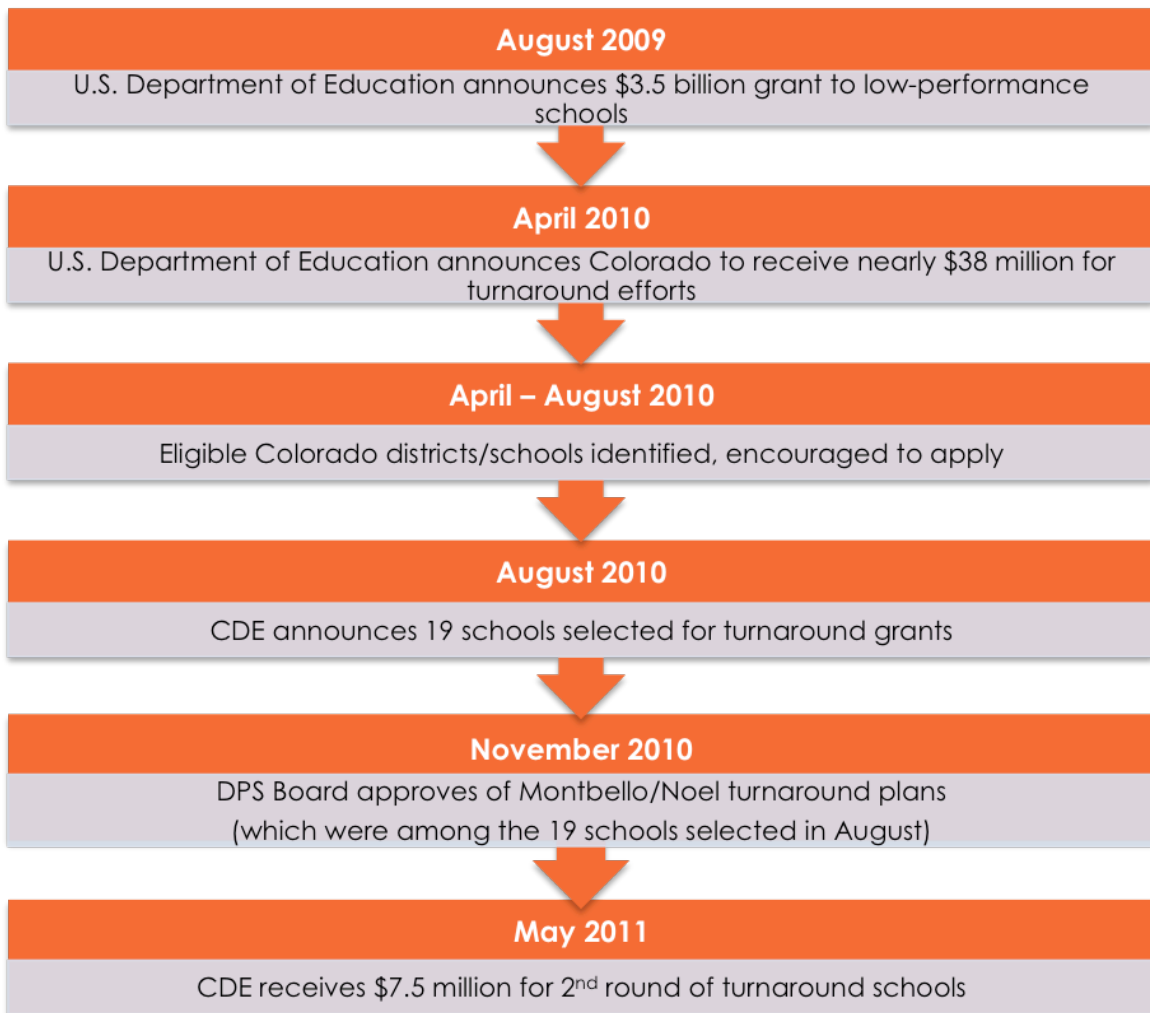 August 2009
U.S. Department of Education announces $3.5 billion grant to low-performance
schools
April 2010
U.S. Department of Education announces Colorado to receive nearly $38 million for
turnaround efforts
April – August 2010
Eligible Colorado districts/schools identified, encouraged to apply
August 2010
CDE announces 19 schools selected for turnaround grants
November 2010
DPS Board approves of Montbello/Noel turnaround plans
(which were among the 19 schools selected in August)
May 2011
CDE receives $7.5 million for 2nd round of turnaround schools